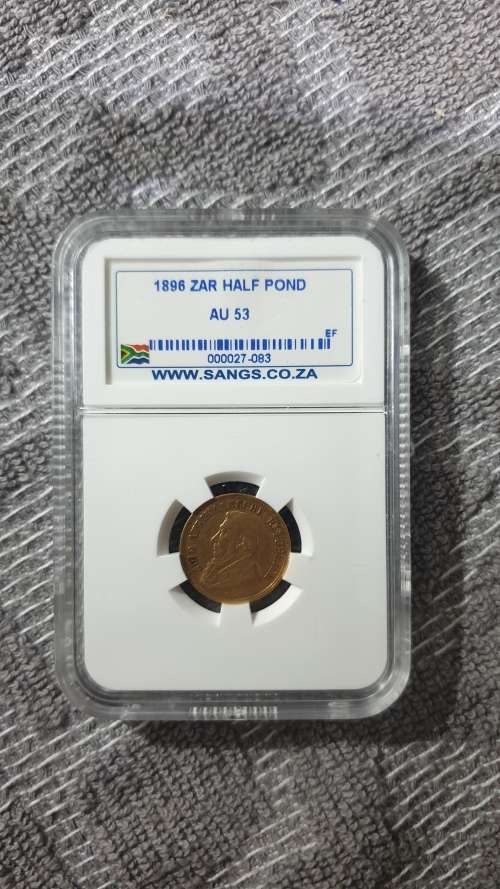 1896 ZAR HALF POND
AU 53
EF
000027-083
WWW.SANGS.CO.ZA